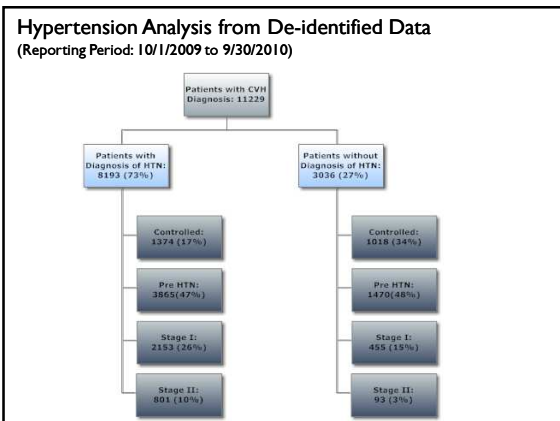 Hypertension Analysis from De-identified Data
(Reporting Period: 10/1/2009 to 9/30/2010)
Patients with CVH
Diagnosis: 11229
Patients with
Diagnosis of HTN:
8193 (73%)
Patients without
Diagnosis of HTN:
3036 (27%)
Controlled:
1374 (17%)
Controlled:
1018 (34%)
Pre HTN:
3865(47%)
Pre HTN:
1470(48%)
Stage I:
2153 (26%)
Stage I:
455 (15%)
Stage II:
801 (10%)
Stage II:
93 (3%)